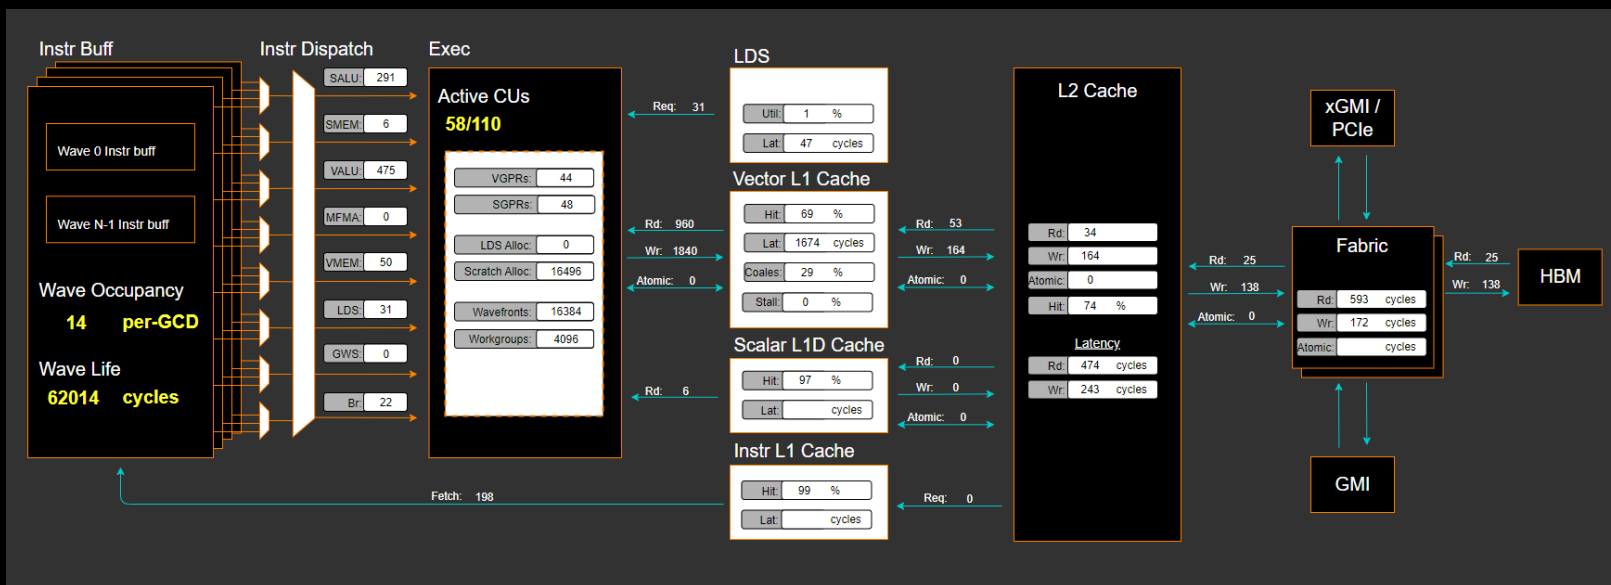 Instr Buff
Wave 0 Instr buff
Wave N-1 Instr buff
Wave Occupancy
14 per-GCD
Wave Life
62014 cycles
Instr Dispatch
SALU: 291
SMEM: 6
VALU: 475
MFMA: 0
VMEM: 50
LDS: 31
GWS: 0
Br: 22
Exec
Active CUs
58/110
VGPRs: 44
SGPRs: 48
LDS Alloc: 0
Scratch Alloc: 16496
Wavefronts: 16384
Workgroups: 4096
Req: 31
Rd: 960
Wr: 1840
Atomic: 0
Rd: 6
Fetch: 198
LDS
Util: 1 %
Lat: 47 cycles
Vector L1 Cache
Hit: 69 %
Lat: 1674 cycles
Coales: 29 %
Stall: 0 %
Scalar L1D Cache
Hit: 97 %
Lat: cycles
Instr L1 Cache
Hit: 99 %
Lat: cycles
Rd: 53
Wr: 164
Atomic: 0
Rd: 0
Wr: 0
Atomic: 0
Req: 0
L2 Cache
Rd: 34
Wr: 164
Atomic: 0
Hit: 74 %
Latency
Rd: 474 cycles
Wr: 243 cycles
Rd: 25
Wr: 138
Atomic: 0
xGMI /
PCIe
Fabric
Rd: 593 cycles
Wr: 172 cycles
Atomic: cycles
GMI
Rd: 25
Wr: 138
HBM